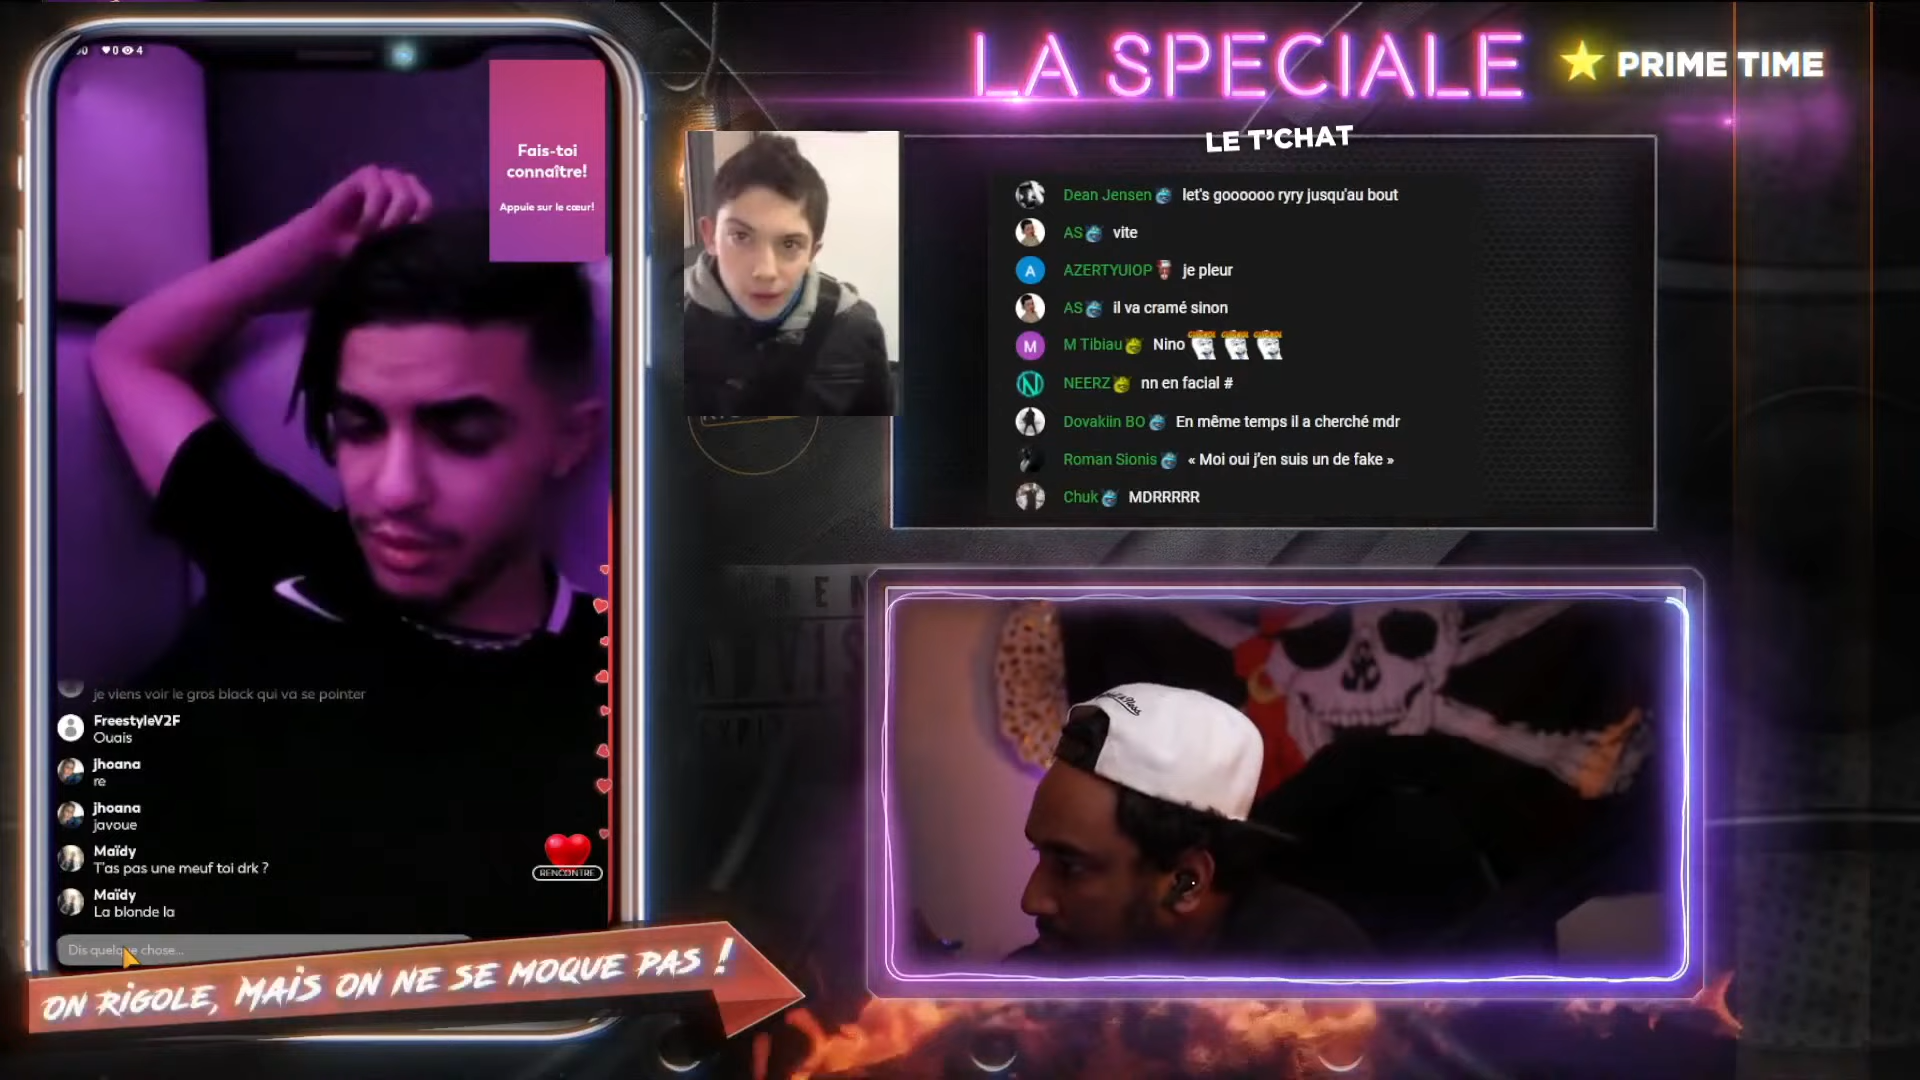 0 4
Fais-toi
connaître!
Appuie sur le cœur!
je viens voir le gros black qui va se pointer
FreestyleV2F
Ouais
jhoana
re
jhoana
javoue
Maïdy
T'as pas une meuf toi drk ?
Maïdy
La blonde la
RENCONTRE
Dis quelque chose...
ON RIGOLE, MAIS ON NE SE MOQUE PAS !
LA SPECIALE
PRIME TIME
LE T'CHAT
Dean Jensen let's goooooo ryry jusqu'au bout
AS vite
A AZERTYUIOP je pleur
AS il va cramé sinon
M M Tibiau Nino
N NEERZ nn en facial #
Dovakiin BO En même temps il a cherché mdr
Roman Sionis « Moi oui j'en suis un de fake »
Chuk MDRRRRR